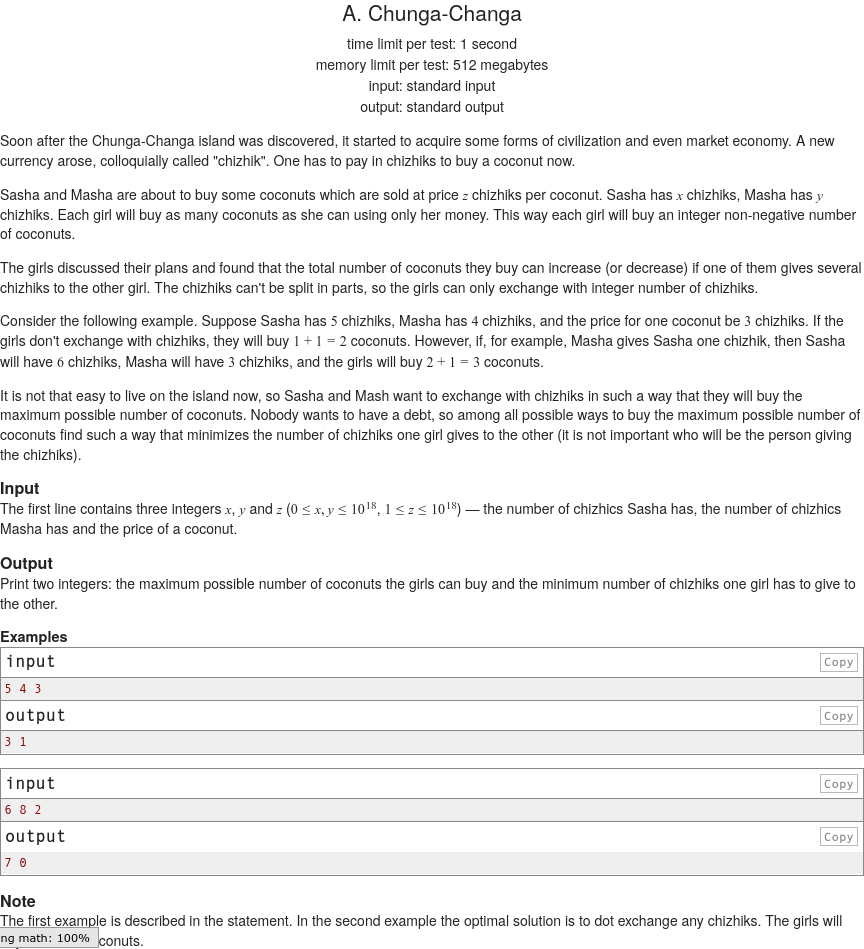 A. Chunga-Changa
time limit per test: 1 second
memory limit per test: 512 megabytes
input: standard input
output: standard output
Soon after the Chunga-Changa island was discovered, it started to acquire some forms of civilization and even market economy. A new
currency arose, colloquially called "chizhik". One has to pay in chizhiks to buy a coconut now.
Sasha and Masha are about to buy some coconuts which are sold at price z chizhiks per coconut. Sasha has x chizhiks, Masha has y
chizhiks. Each girl will buy as many coconuts as she can using only her money. This way each girl will buy an integer non-negative number
of coconuts.
The girls discussed their plans and found that the total number of coconuts they buy can increase (or decrease) if one of them gives several
chizhiks to the other girl. The chizhiks can't be split in parts, so the girls can only exchange with integer number of chizhiks.
Consider the following example. Suppose Sasha has 5 chizhiks, Masha has 4 chizhiks, and the price for one coconut be 3 chizhiks. If the
girls don't exchange with chizhiks, they will buy 1 + 1 = 2 coconuts. However, if, for example, Masha gives Sasha one chizhik, then Sasha
will have 6 chizhiks, Masha will have 3 chizhiks, and the girls will buy 2 + 1 = 3 coconuts.
It is not that easy to live on the island now, so Sasha and Mash want to exchange with chizhiks in such a way that they will buy the
maximum possible number of coconuts. Nobody wants to have a debt, so among all possible ways to buy the maximum possible number of
coconuts find such a way that minimizes the number of chizhiks one girl gives to the other (it is not important who will be the person giving
the chizhiks).
Input
The first line contains three integers x, y and z (0 ≤ x, y ≤ 10^18, 1 ≤ z ≤ 10^18) — the number of chizhics Sasha has, the number of chizhics
Masha has and the price of a coconut.
Output
Print two integers: the maximum possible number of coconuts the girls can buy and the minimum number of chizhiks one girl has to give to
the other.
Examples
input Copy
5 4 3
output Copy
3 1
input Copy
6 8 2
output Copy
7 0
Note
The first example is described in the statement. In the second example the optimal solution is to dot exchange any chizhiks. The girls will
ng math: 100% conuts.